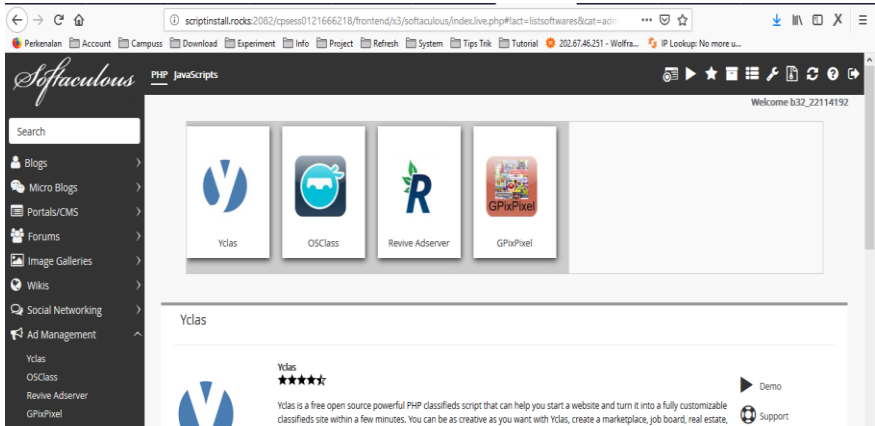 scriptinstall.rocks:2082/cpsess0121666218/frontend/x3/softaculous/index.live.php#act=listsoftwares&cat=adm
Perkenalan Account Campuss Download Experiment Info Project Refresh System Tips Trik Tutorial 202.67.46.251 - Wolfra... IP Lookup: No more u...
Softaculous PHP JavaScripts
Welcome b32_22114192
Search
Blogs
Micro Blogs
Portals/CMS
Forums
Image Galleries
Wikis
Social Networking
Ad Management
Yclas
OSClass
Revive Adserver
GPixPixel
GPixPixel
Yclas OSClass Revive Adserver GPixPixel
Yclas
Yclas
Demo
Support
Yclas is a free open source powerful PHP classifieds script that can help you start a website and turn it into a fully customizable
classifieds site within a few minutes. You can be as creative as you want with Yclas, create a marketplace, job board, real estate,